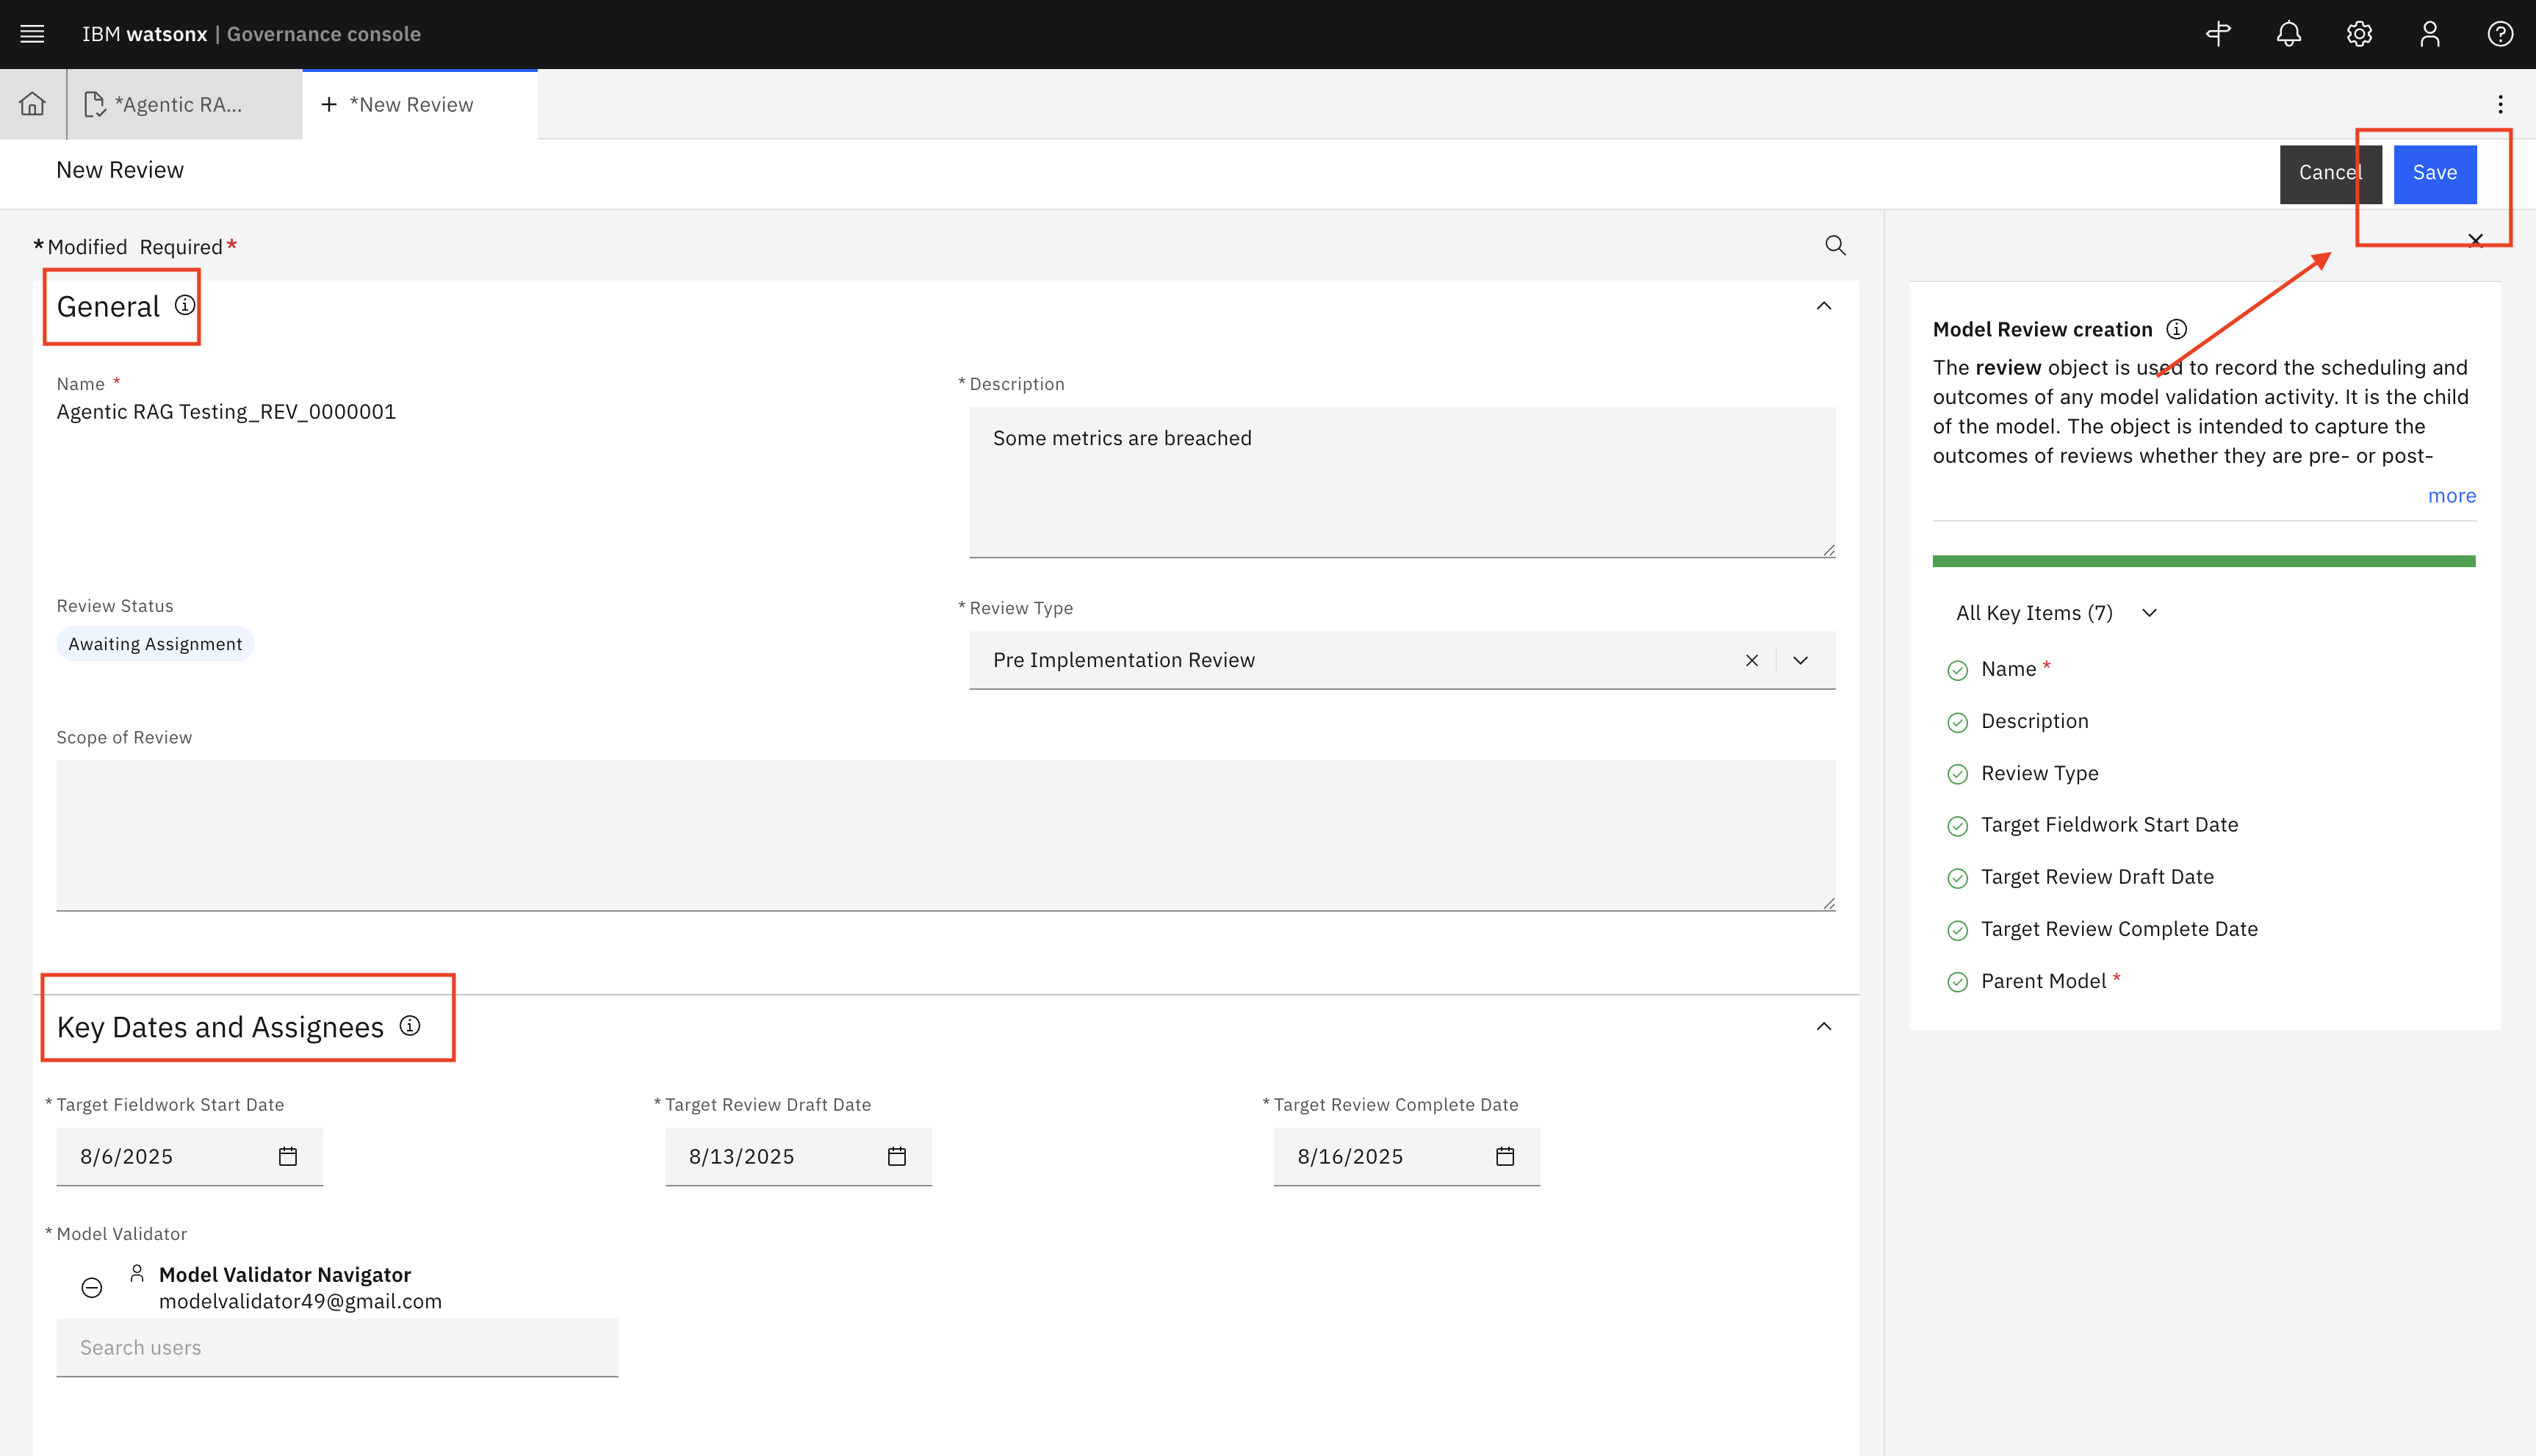 IBM watsonx | Governance console
*Agentic RA...
+ *New Review
New Review
Cancel
Save
*Modified Required*
General
Name *
Agentic RAG Testing_REV_0000001
* Description
Some metrics are breached
Review Status
Awaiting Assignment
* Review Type
Pre Implementation Review
Scope of Review
Key Dates and Assignees
* Target Fieldwork Start Date
8/6/2025
* Target Review Draft Date
8/13/2025
* Target Review Complete Date
8/16/2025
* Model Validator
Model Validator Navigator
modelvalidator49@gmail.com
Search users
Model Review creation
The review object is used to record the scheduling and
outcomes of any model validation activity. It is the child
of the model. The object is intended to capture the
outcomes of reviews whether they are pre- or post-
more
All Key Items (7)
Name *
Description
Review Type
Target Fieldwork Start Date
Target Review Draft Date
Target Review Complete Date
Parent Model *